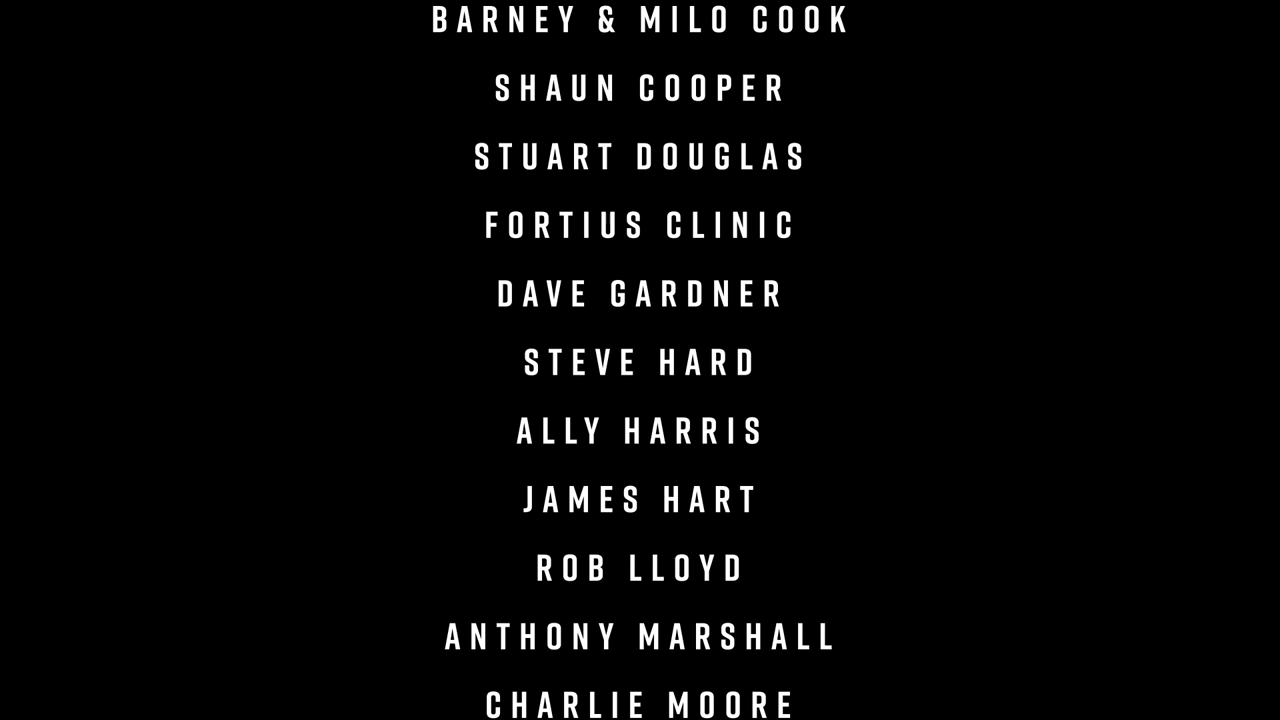 BARNEY & MILO COOK
SHAUN COOPER
STUART DOUGLAS
FORTIUS CLINIC
DAVE GARDNER
STEVE HARD
ALLY HARRIS
JAMES HART
ROB LLOYD
ANTHONY MARSHALL
CHARLIE MOORE